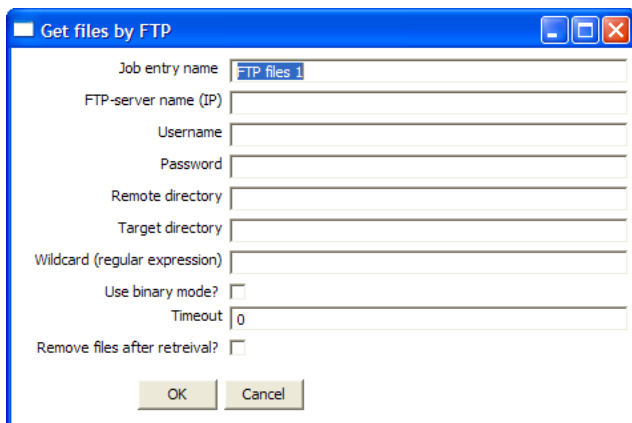 Get files by FTP
Job entry name FTP files 1
FTP-server name (IP)
Username
Password
Remote directory
Target directory
Wildcard (regular expression)
Use binary mode?
Timeout 0
Remove files after retreival?
OK Cancel